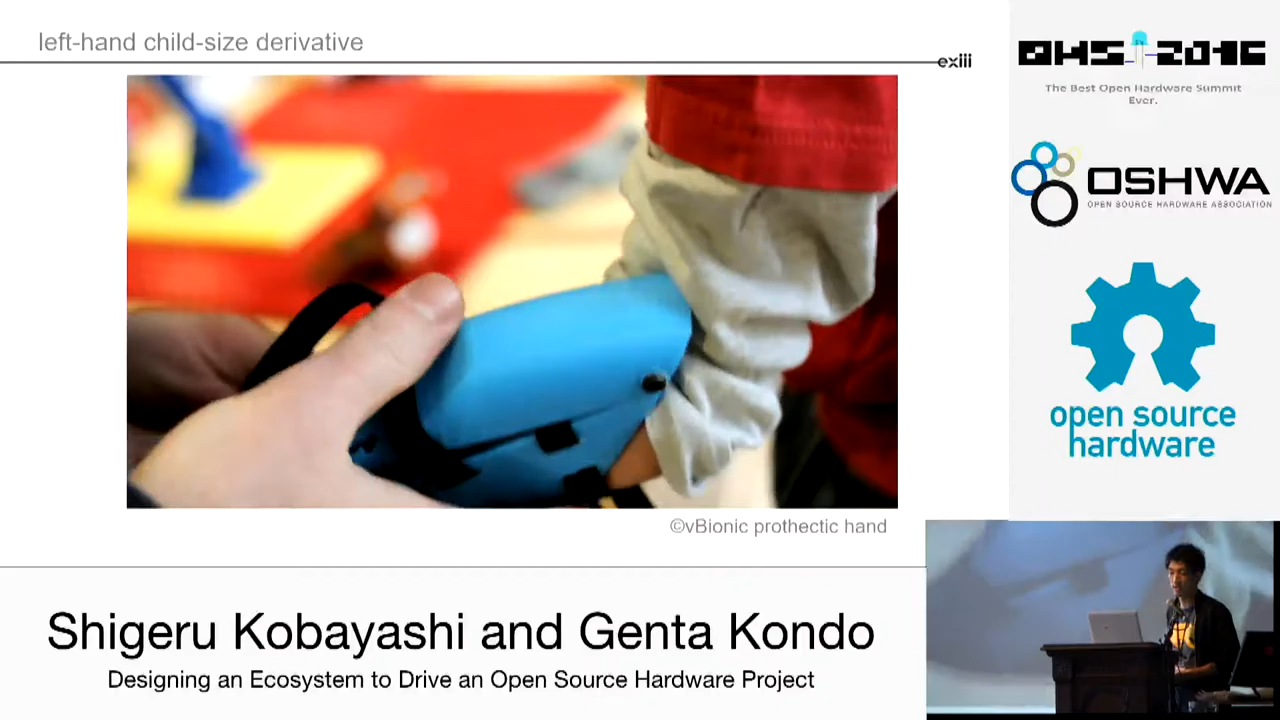 left-hand child-size derivative
exiii
©vBionic prothectic hand
Shigeru Kobayashi and Genta Kondo
Designing an Ecosystem to Drive an Open Source Hardware Project
OHS 2016
The Best Open Hardware Summit
Ever.
OSHWA
OPEN SOURCE HARDWARE ASSOCIATION
open source
hardware